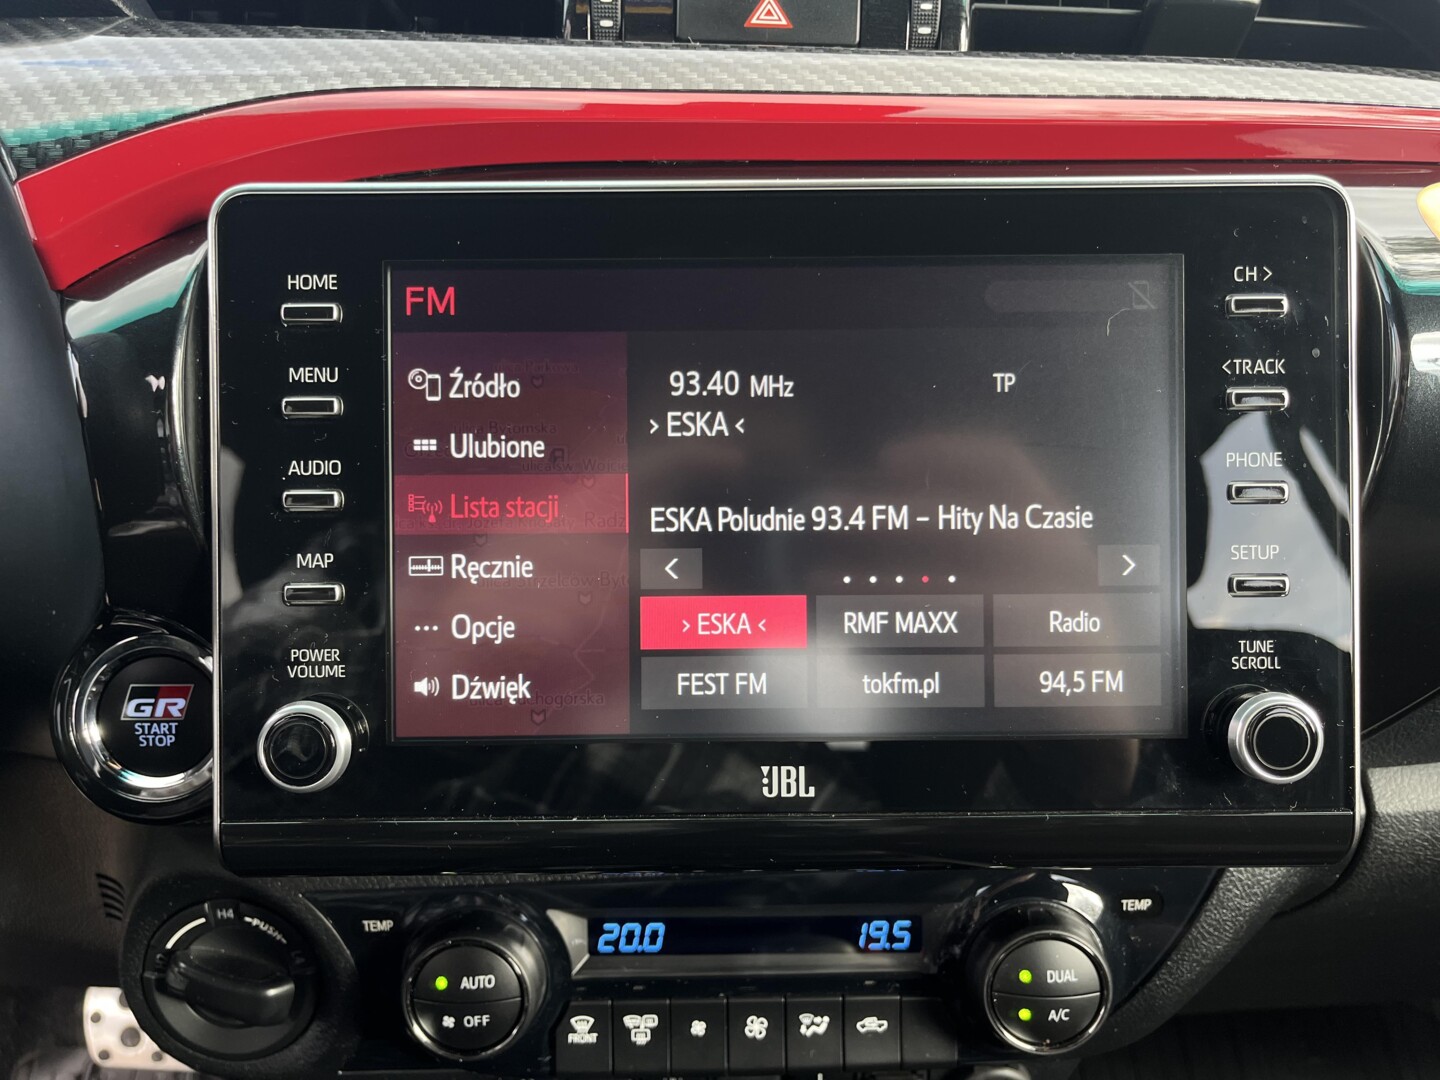 HOME
MENU
AUDIO
MAP
POWER
VOLUME
GR
START
STOP
FM
Źródło
Ulubione
Lista stacji
Ręcznie
Opcje
Dźwięk
93.40 MHz
TP
› ESKA ‹
ESKA Poludnie 93.4 FM – Hity Na Czasie
<
>
› ESKA ‹
RMF MAXX
Radio
FEST FM
tokfm.pl
94,5 FM
JBL
CH >
< TRACK
PHONE
SETUP
TUNE
SCROLL
H4
PUSH
TEMP
AUTO
OFF
20.0
19.5
TEMP
DUAL
A/C
FRONT